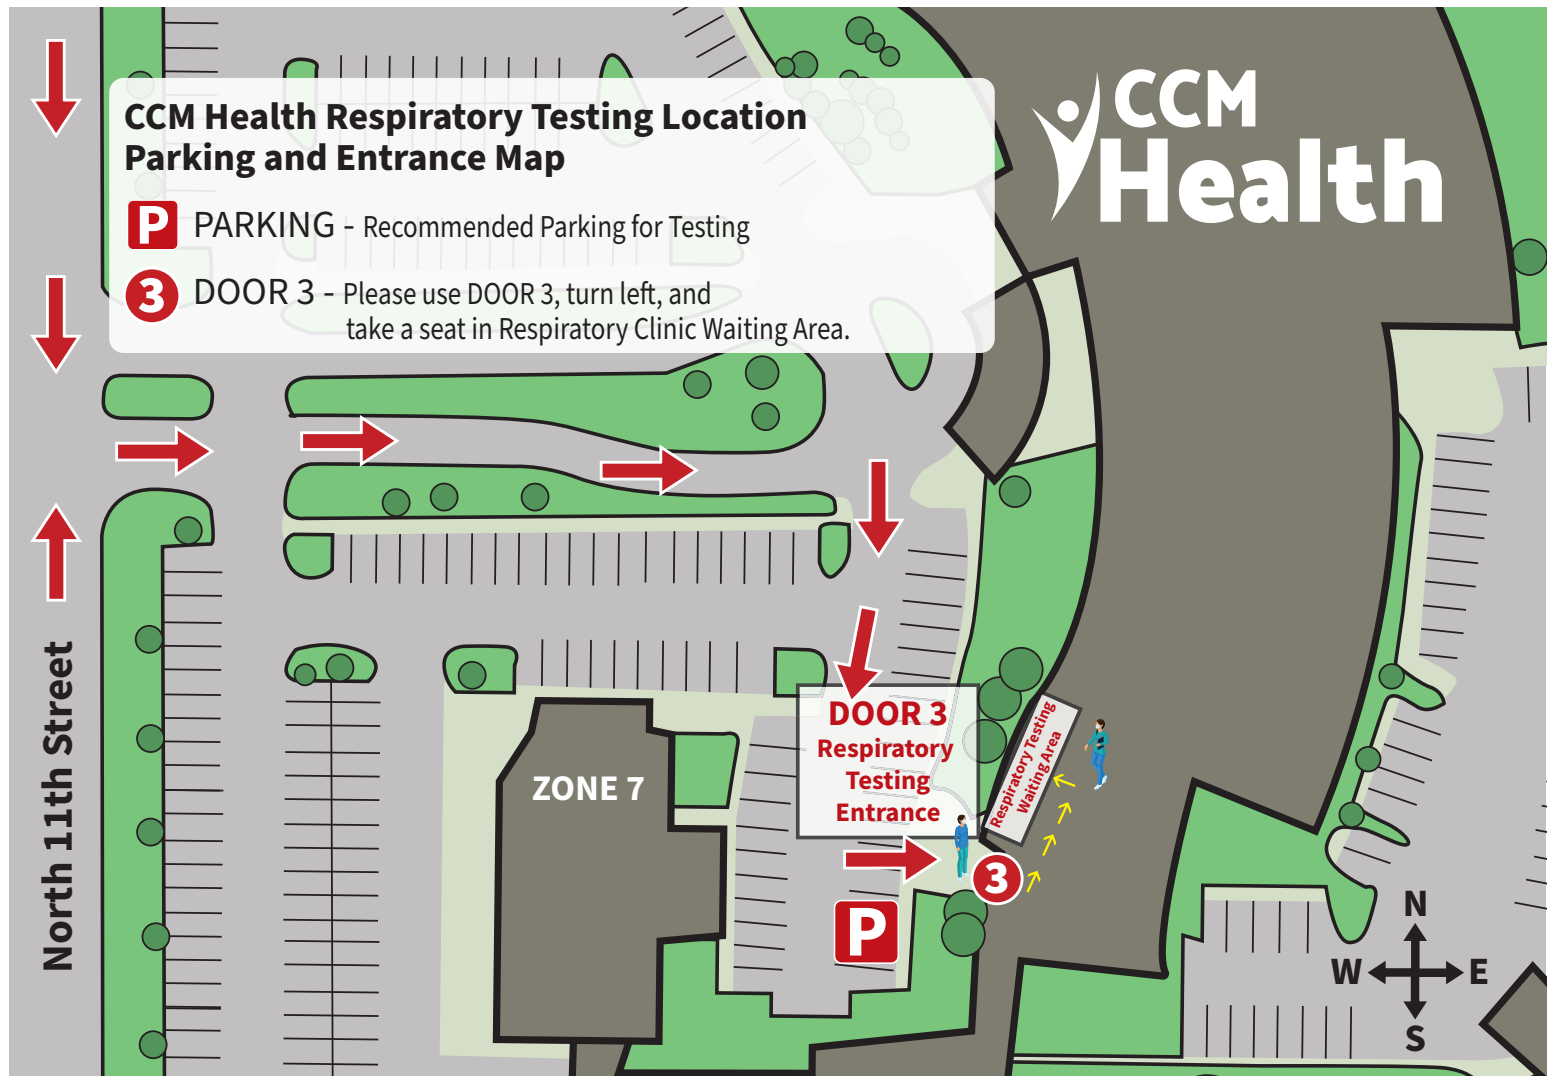 CCM Health Respiratory Testing Location
Parking and Entrance Map
P PARKING - Recommended Parking for Testing
3 DOOR 3 - Please use DOOR 3, turn left, and
take a seat in Respiratory Clinic Waiting Area.
CCM
Health
North 11th Street
ZONE 7
DOOR 3
Respiratory
Testing
Entrance
Respiratory Testing
Waiting Area
3
P
N
W E
S